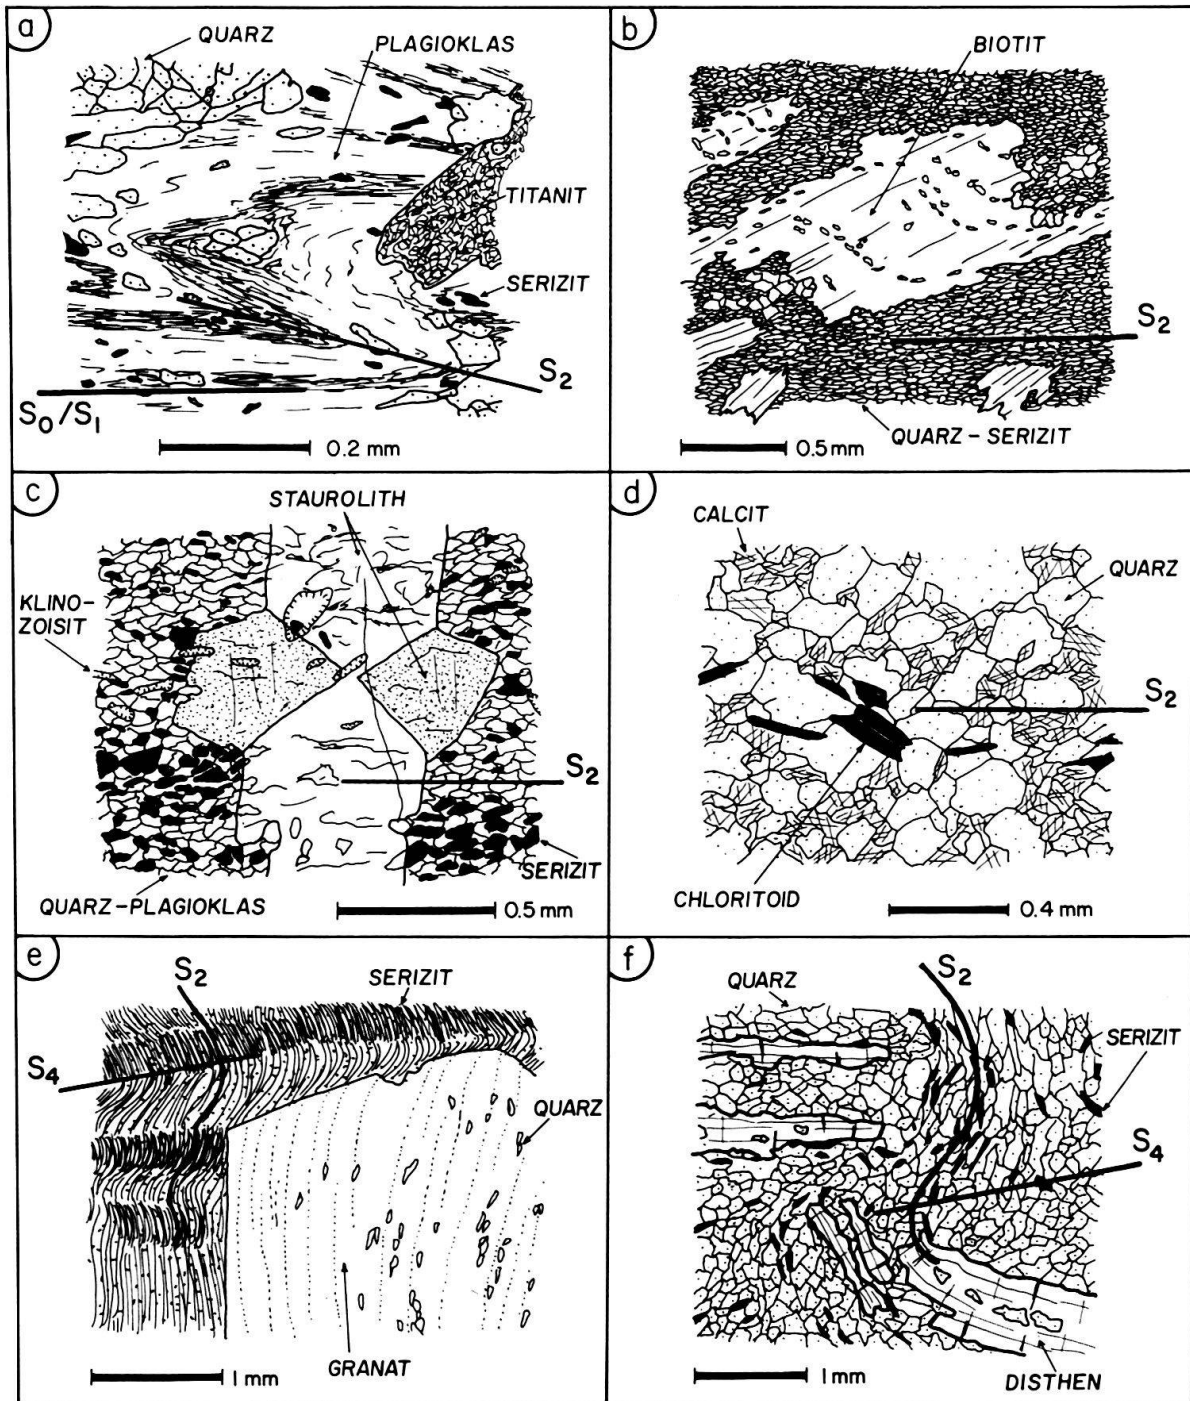 a
QUARZ
PLAGIOKLAS
TITANIT
SERIZIT
S2
S0/S1
0.2 mm
b
BIOTIT
S2
QUARZ-SERIZIT
0.5 mm
c
STAUROLITH
KLINO-
ZOISIT
S2
SERIZIT
QUARZ-PLAGIOKLAS
0.5 mm
d
CALCIT
QUARZ
S2
CHLORITOID
0.4 mm
e
S2
SERIZIT
S4
QUARZ
GRANAT
1 mm
f
S2
QUARZ
SERIZIT
S4
1 mm
DISTHEN